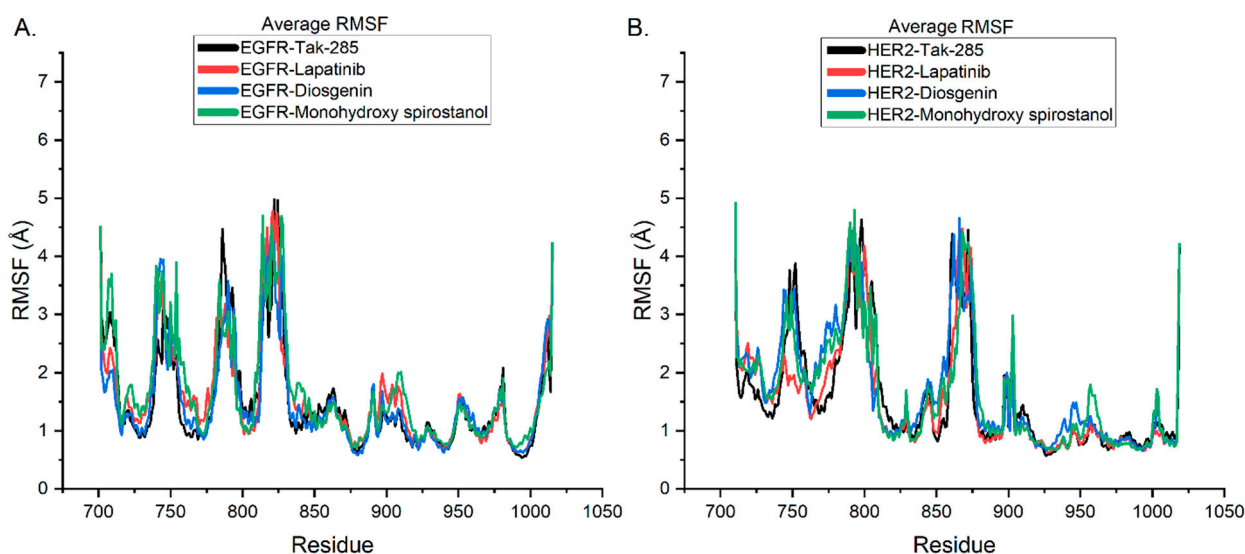 A.
Average RMSF
EGFR-Tak-285
EGFR-Lapatinib
EGFR-Diosgenin
EGFR-Monohydroxy spirostanol
7
6
5
4
3
2
1
0
RMSF (Å)
700 750 800 850 900 950 1000 1050
Residue
B.
Average RMSF
HER2-Tak-285
HER2-Lapatinib
HER2-Diosgenin
HER2-Monohydroxy spirostanol
7
6
5
4
3
2
1
0
RMSF (Å)
700 750 800 850 900 950 1000 1050
Residue